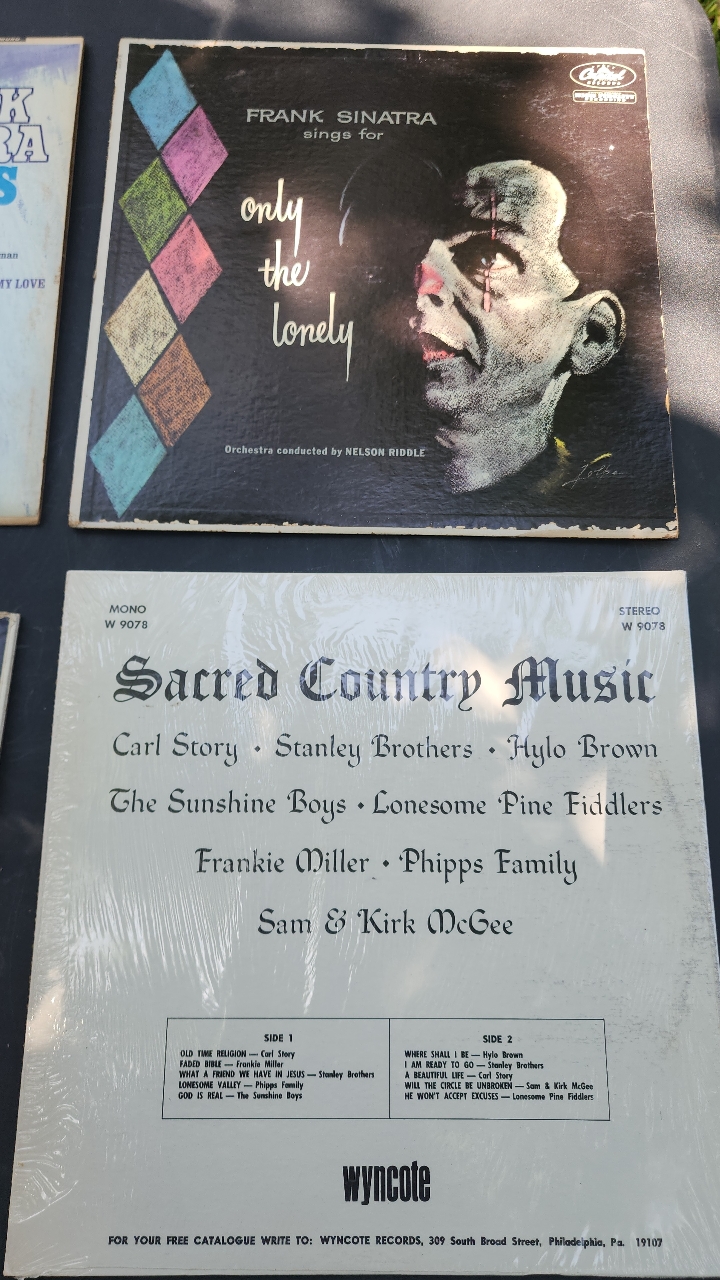 K
RA
S
man
MY LOVE
Capitol
RECORDS
FRANK SINATRA
sings for
only
the
lonely
Orchestra conducted by NELSON RIDDLE
MONO
W 9078
STEREO
W 9078
Sacred Country Music
Carl Story • Stanley Brothers • Hylo Brown
The Sunshine Boys • Lonesome Pine Fiddlers
Frankie Miller • Phipps Family
Sam & Kirk McGee
SIDE 1
OLD TIME RELIGION — Carl Story
FADED BIBLE — Frankie Miller
WHAT A FRIEND WE HAVE IN JESUS — Stanley Brothers
LONESOME VALLEY — Phipps Family
GOD IS REAL — The Sunshine Boys
SIDE 2
WHERE SHALL I BE — Hylo Brown
I AM READY TO GO — Stanley Brothers
A BEAUTIFUL LIFE — Carl Story
WILL THE CIRCLE BE UNBROKEN — Sam & Kirk McGee
HE WON'T ACCEPT EXCUSES — Lonesome Pine Fiddlers
wyncote
FOR YOUR FREE CATALOGUE WRITE TO: WYNCOTE RECORDS, 309 South Broad Street, Philadelphia, Pa. 19107